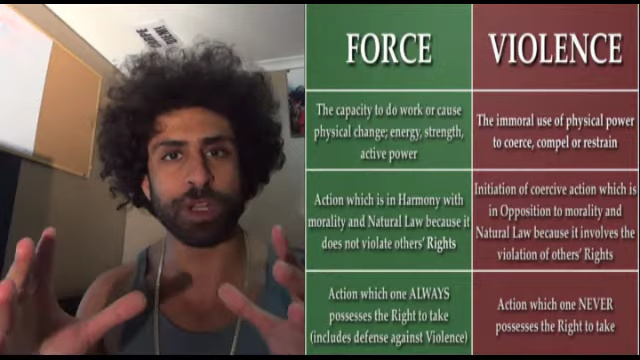 FORCE
VIOLENCE
The capacity to do work or cause
physical change; energy, strength,
active power
The immoral use of physical power
to coerce, compel or restrain
Action which is in Harmony with
morality and Natural Law because it
does not violate others' Rights
Initiation of coercive action which is
in Opposition to morality and
Natural Law because it involves the
violation of others' Rights
Action which one ALWAYS
possesses the Right to take
(includes defense against Violence)
Action which one NEVER
possesses the Right to take